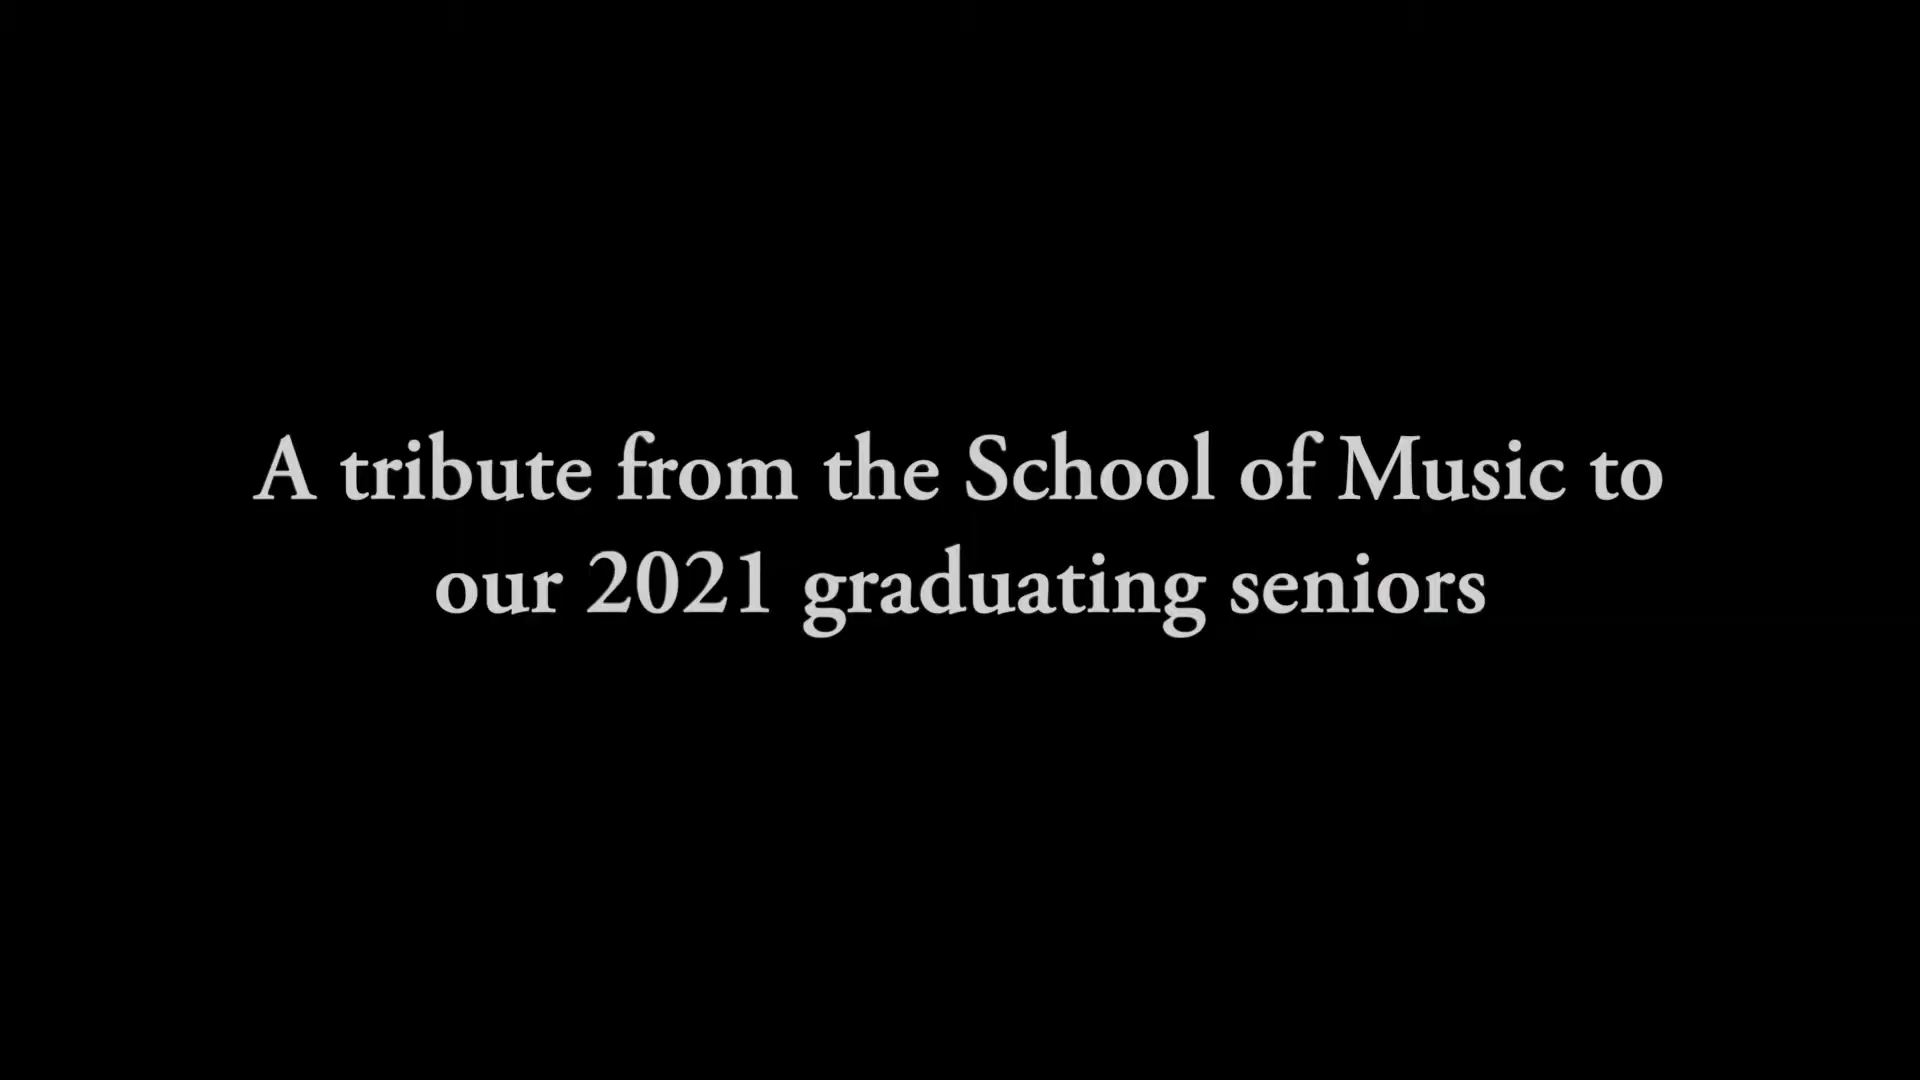 A tribute from the School of Music to
our 2021 graduating seniors